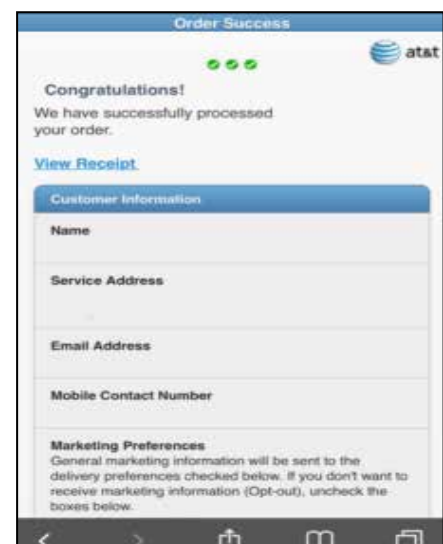 Order Success
at&t
Congratulations!
We have successfully processed
your order.
View Receipt
Customer Information
Name
Service Address
Email Address
Mobile Contact Number
Marketing Preferences
General marketing information will be sent to the
delivery preferences checked below. If you don't want to
receive marketing information (Opt-out), uncheck the
boxes below.